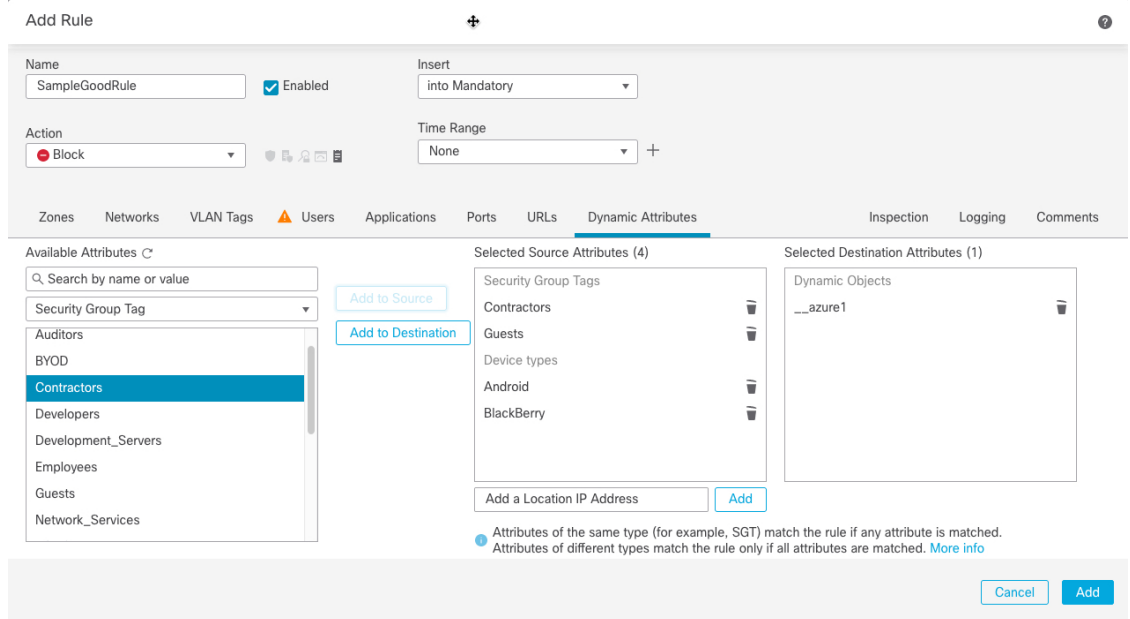 Add Rule
Name
SampleGoodRule
Enabled
Insert
into Mandatory
Action
Block
Time Range
None
Zones Networks VLAN Tags Users Applications Ports URLs Dynamic Attributes Inspection Logging Comments
Available Attributes
Search by name or value
Security Group Tag
Auditors
BYOD
Contractors
Developers
Development_Servers
Employees
Guests
Network_Services
Add to Source
Add to Destination
Selected Source Attributes (4)
Security Group Tags
Contractors
Guests
Device types
Android
BlackBerry
Add a Location IP Address
Add
Selected Destination Attributes (1)
Dynamic Objects
__azure1
Attributes of the same type (for example, SGT) match the rule if any attribute is matched.
Attributes of different types match the rule only if all attributes are matched. More info
Cancel
Add